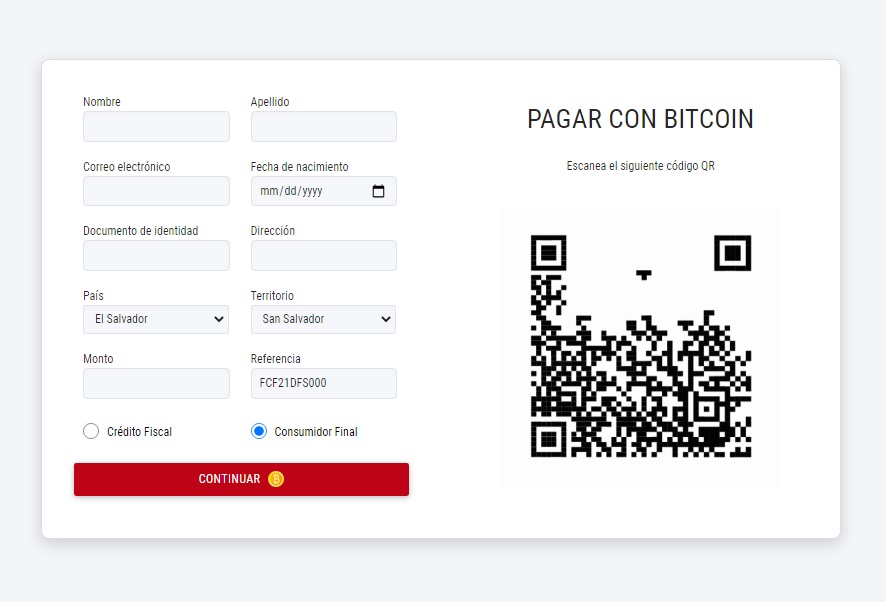 Nombre
Apellido
Correo electrónico
Fecha de nacimiento
mm/dd/yyyy
Documento de identidad
Dirección
País
Territorio
El Salvador
San Salvador
Monto
Referencia
FCF21DFS000
Crédito Fiscal
Consumidor Final
CONTINUAR
PAGAR CON BITCOIN
Escanea el siguiente código QR